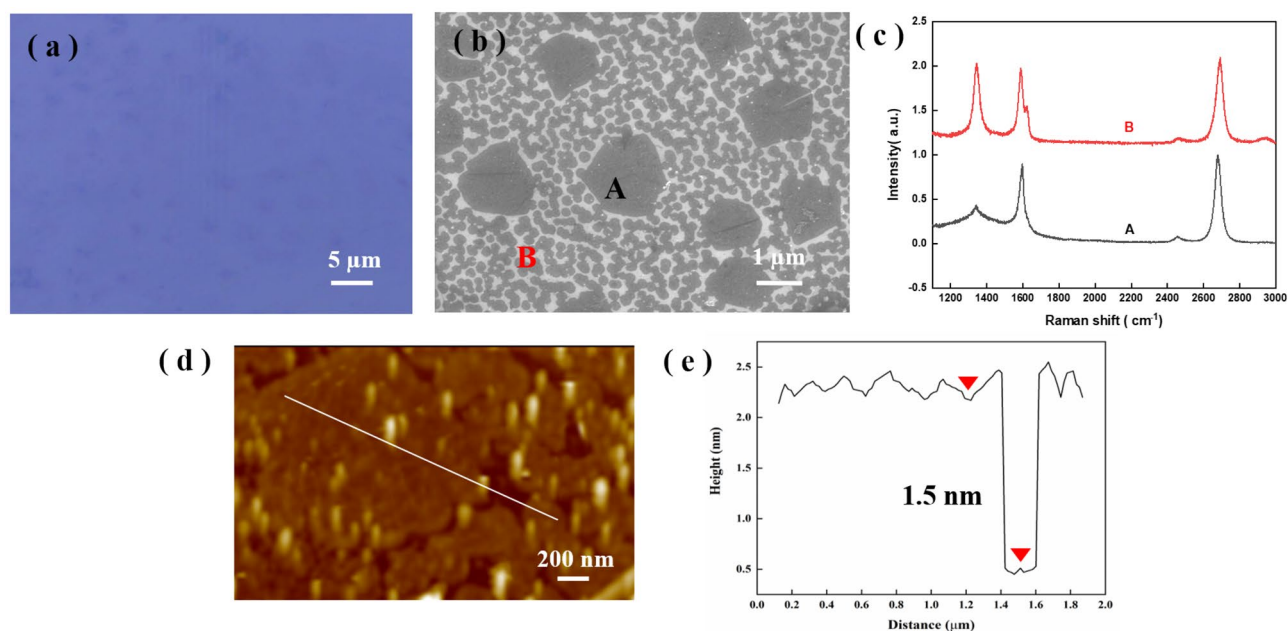 ( a )
5 μm
( b )
A
B
1 μm
( c )
Intensity( a.u.)
2.5
2.0
1.5
1.0
0.5
0.0
-0.5
B
A
1200 1400 1600 1800 2000 2200 2400 2600 2800 3000
Raman shift ( cm-1)
( d )
200 nm
( e )
Height (nm)
2.5
2.0
1.5
1.0
0.5
1.5 nm
0.0 0.2 0.4 0.6 0.8 1.0 1.2 1.4 1.6 1.8 2.0
Distance (μm)